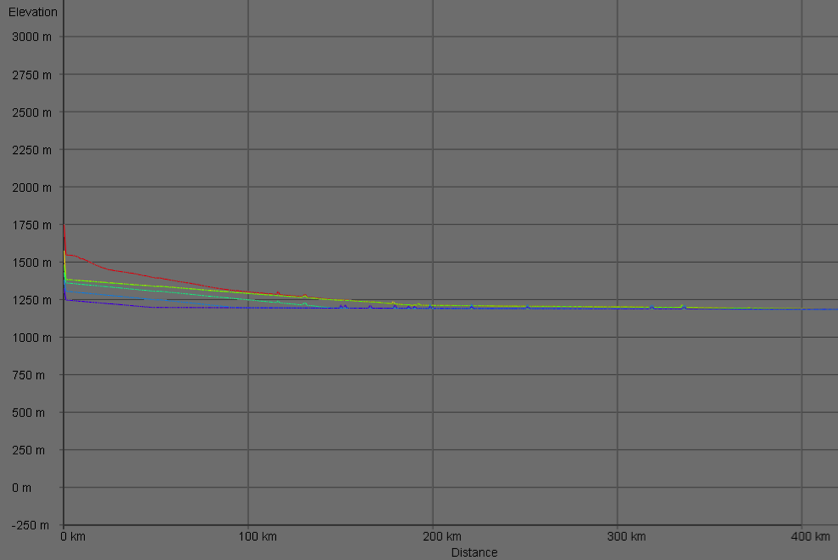 Elevation
3000 m
2750 m
2500 m
2250 m
2000 m
1750 m
1500 m
1250 m
1000 m
750 m
500 m
250 m
0 m
-250 m
0 km 100 km 200 km 300 km 400 km
Distance